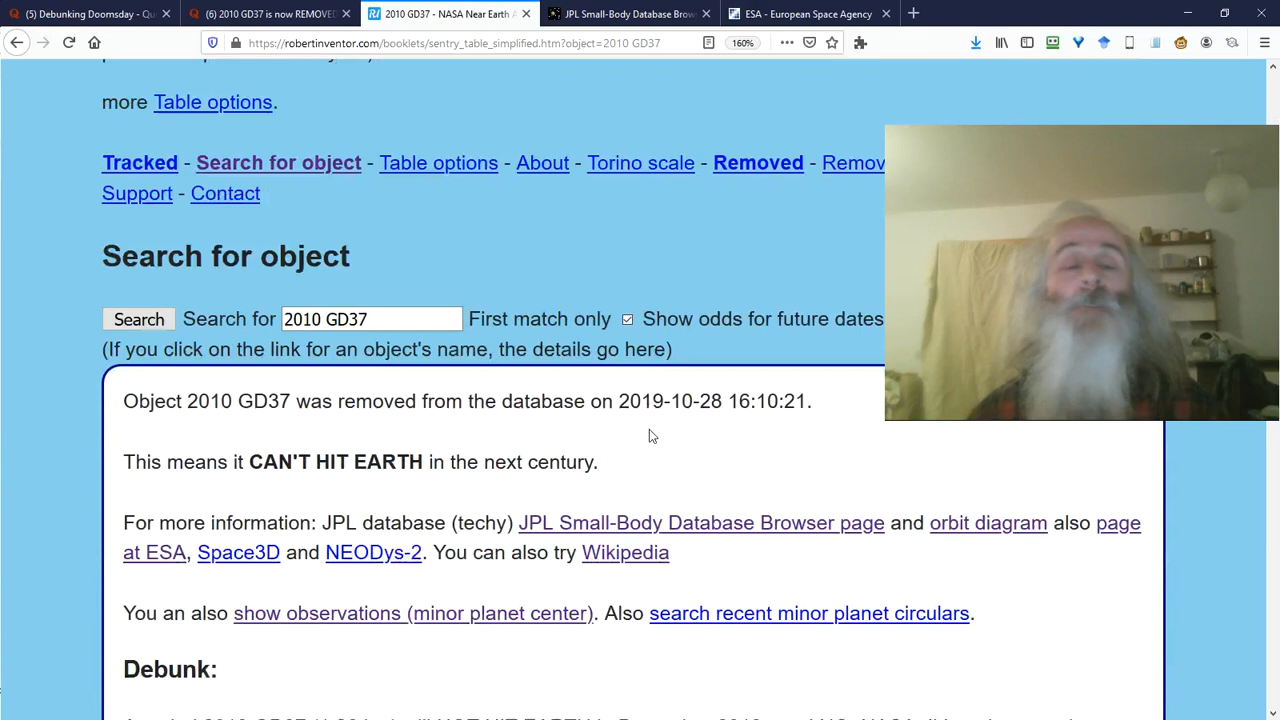 (5) Debunking Doomsday - Qu
(6) 2010 GD37 is now REMOVED
2010 GD37 - NASA Near Earth A
JPL Small-Body Database Brow
ESA - European Space Agency
https://robertinventor.com/booklets/sentry_table_simplified.htm?object=2010 GD37
160%
more Table options.
Tracked - Search for object - Table options - About - Torino scale - Removed - Remov
Support - Contact
Search for object
Search Search for 2010 GD37 First match only Show odds for future dates
(If you click on the link for an object's name, the details go here)
Object 2010 GD37 was removed from the database on 2019-10-28 16:10:21.
This means it CAN'T HIT EARTH in the next century.
For more information: JPL database (techy) JPL Small-Body Database Browser page and orbit diagram also page
at ESA, Space3D and NEODys-2. You can also try Wikipedia
You an also show observations (minor planet center). Also search recent minor planet circulars.
Debunk: